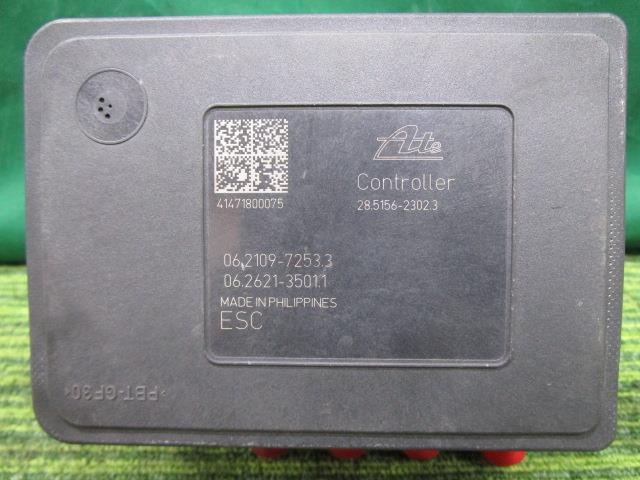 Ate
Controller
41471800075
28.5156-2302.3
06.2109-7253.3
06.2621-3501.1
MADE IN PHILIPPINES
ESC
>PBT-GF30<